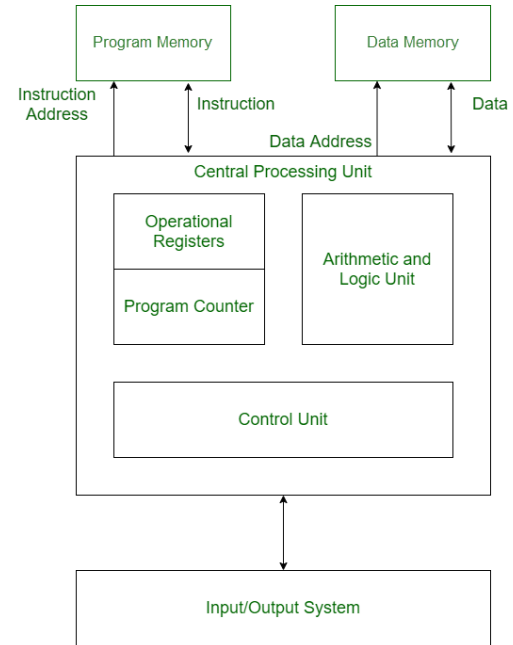 Program Memory
Data Memory
Instruction
Address
Instruction
Data Address
Data
Central Processing Unit
Operational
Registers
Arithmetic and
Logic Unit
Program Counter
Control Unit
Input/Output System